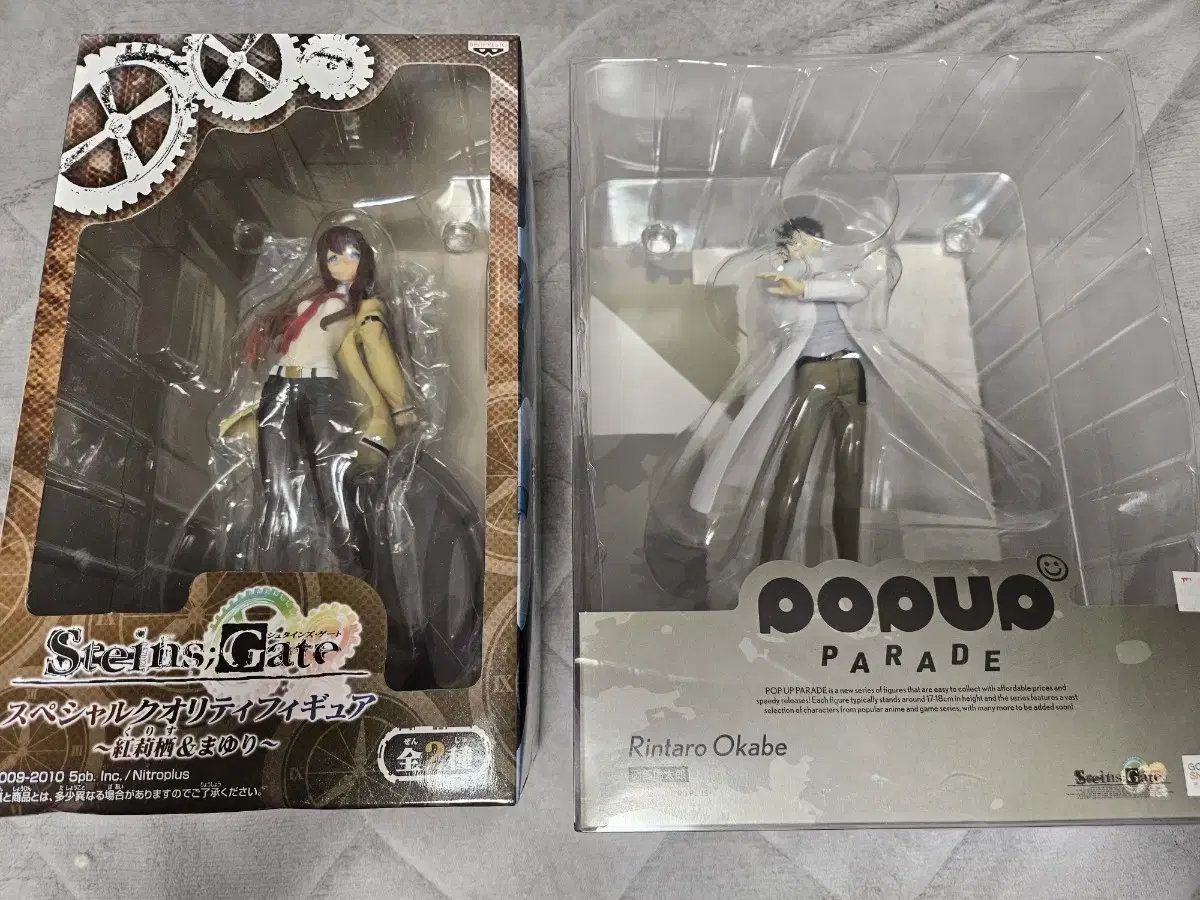 BANPRESTO
Steins;Gate
シュタインズ・ゲート
スペシャルクオリティフィギュア
くりす
〜紅莉栖&まゆり〜
ぜん しゅ
全2種
009-2010 5pb. Inc./Nitroplus
と商品とは、多少異なる場合がありますのでご了承ください。
POPUP
PARADE
POP UP PARADE is a new series of figures that are easy to collect with affordable prices and
speedy releases! Each figure typically stands around 17-18cm in height and the series features a vast
selection of characters from popular anime and game series, with many more to be added soon!
Rintaro Okabe
Steins;Gate